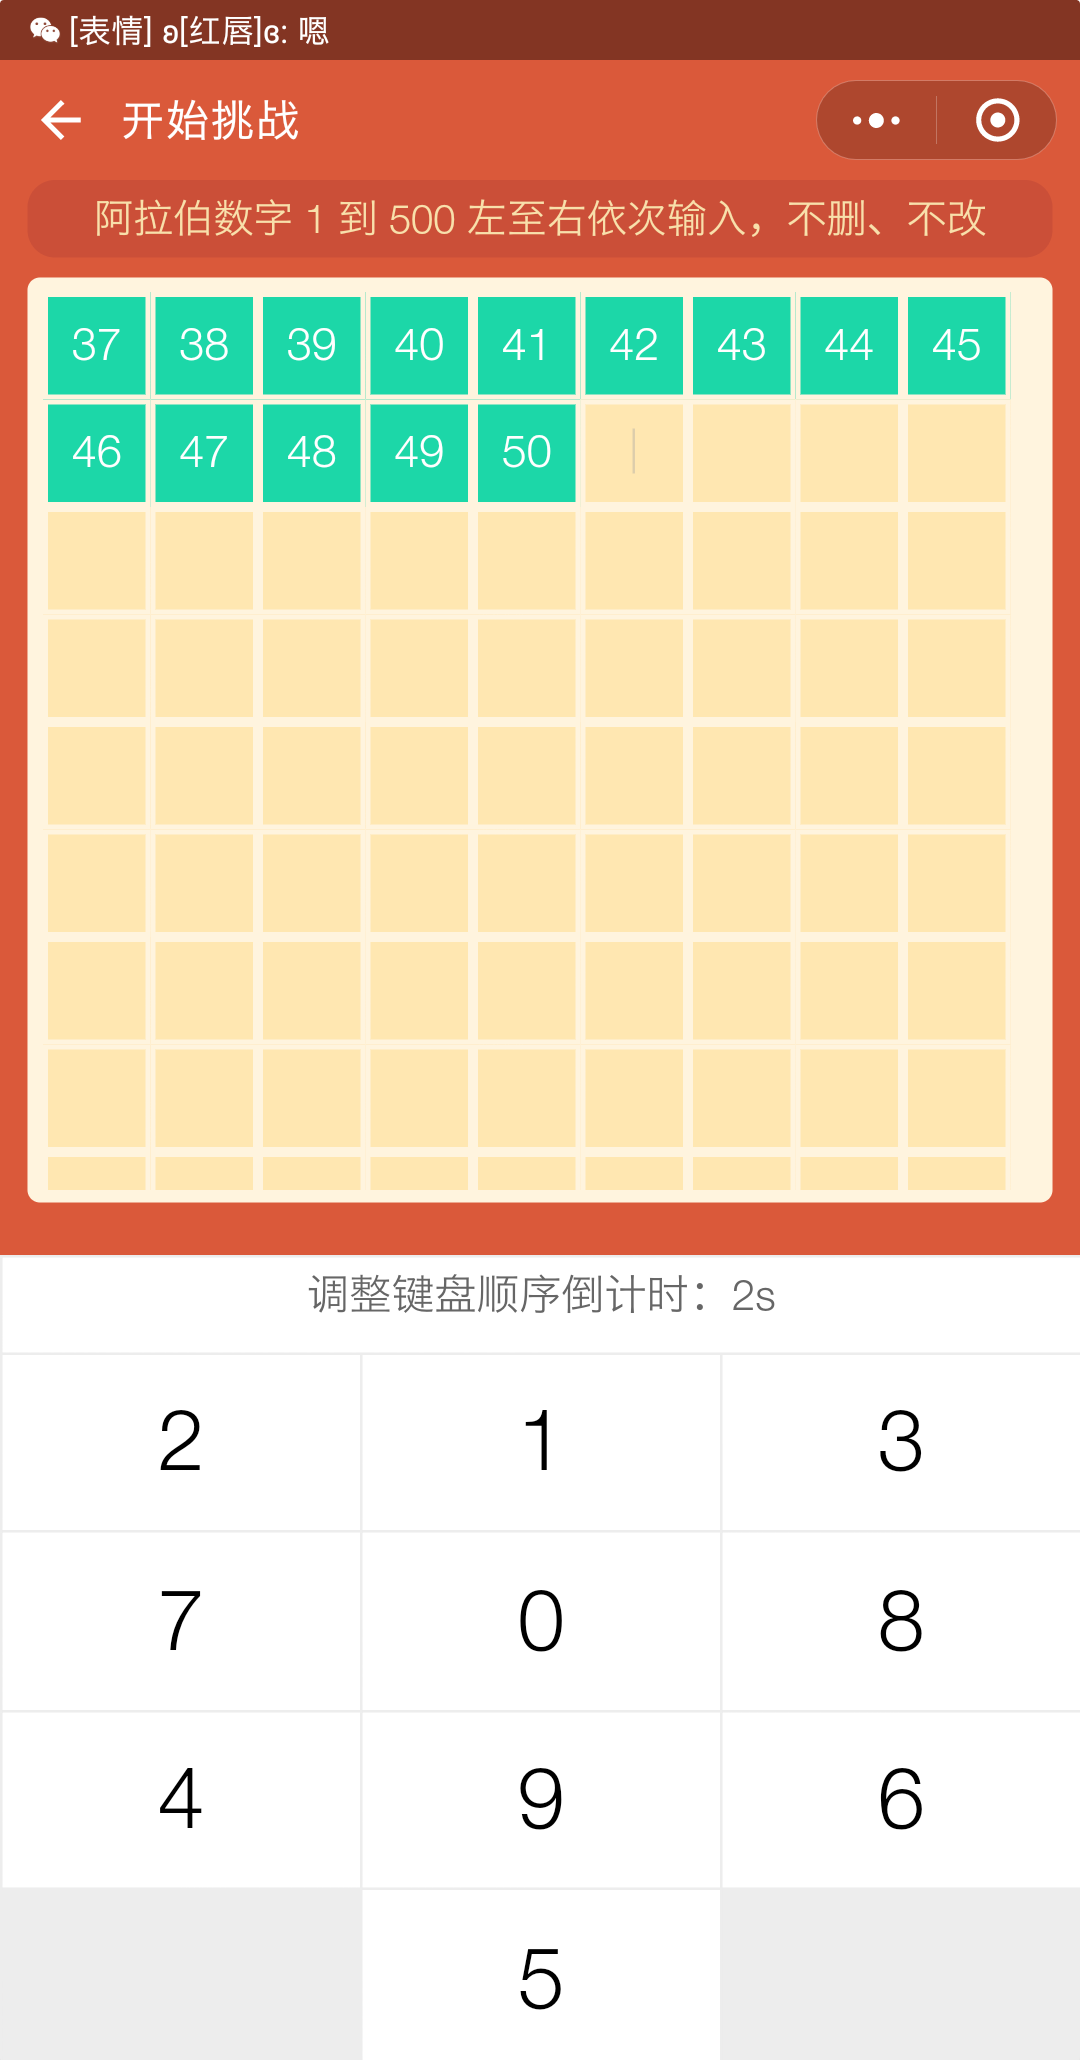 [表情] ʚ[红唇]ɞ: 嗯
开始挑战
阿拉伯数字 1 到 500 左至右依次输入，不删、不改
37 38 39 40 41 42 43 44 45
46 47 48 49 50
调整键盘顺序倒计时：2s
2 1 3
7 0 8
4 9 6
5